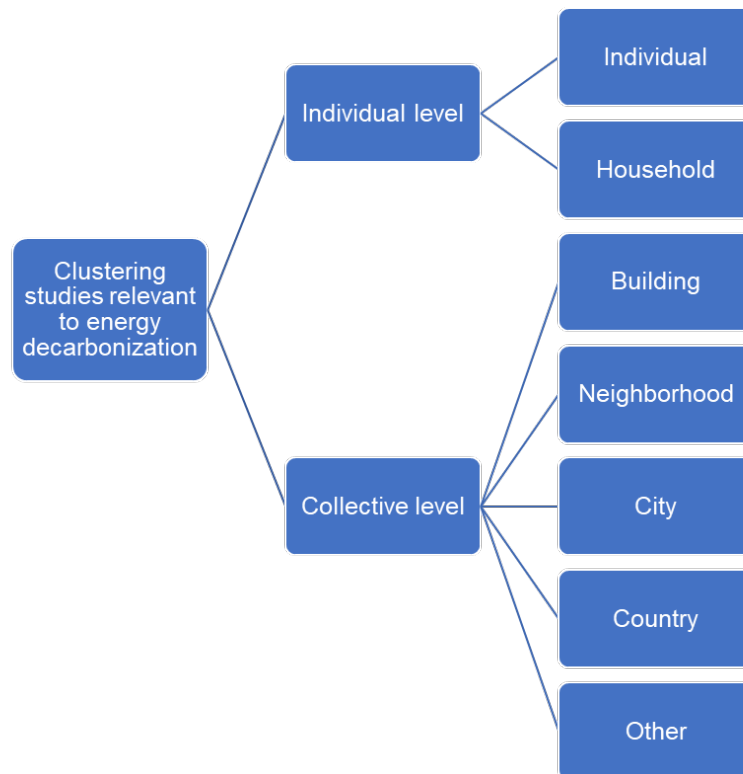 Individual
Individual level
Household
Clustering
studies relevant
to energy
decarbonization
Building
Neighborhood
Collective level
City
Country
Other